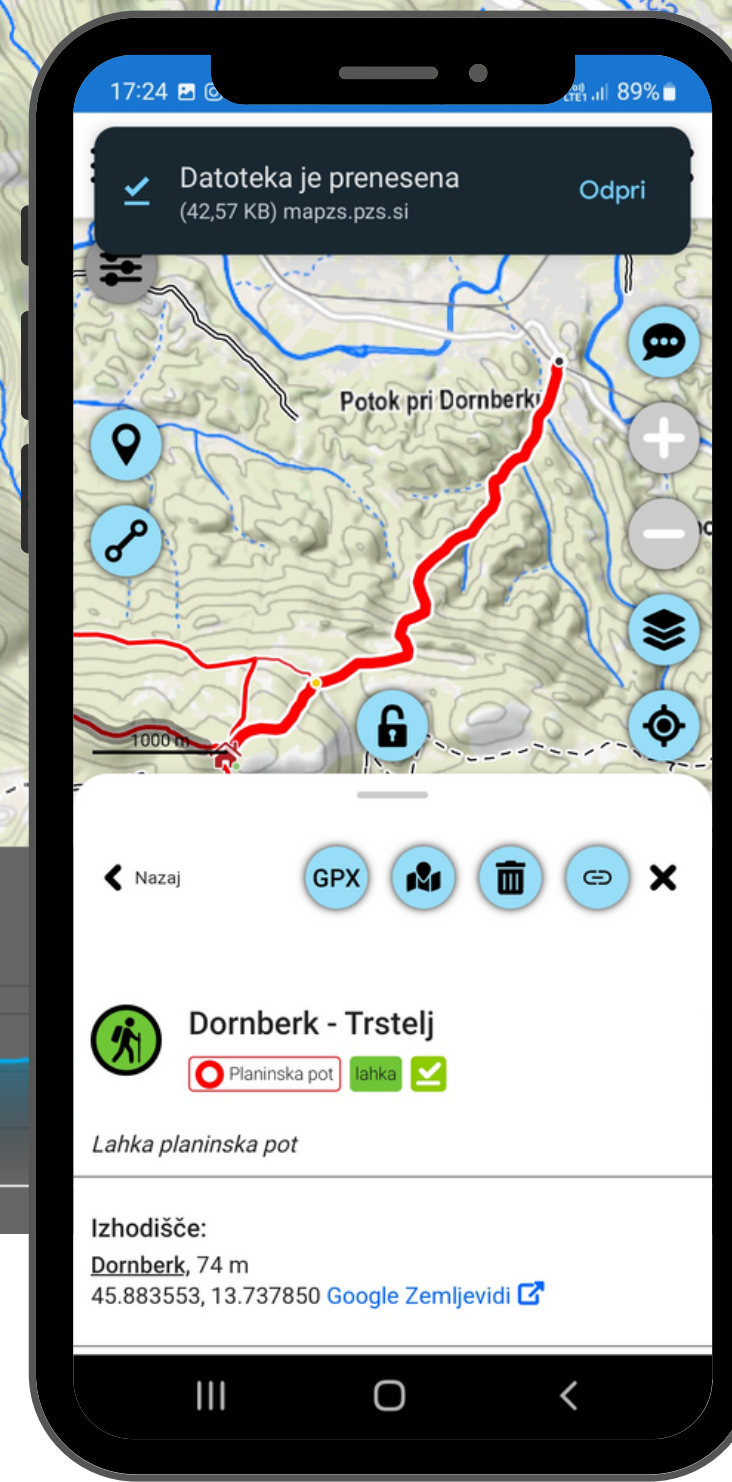 17:24
LTE1 89%
Datoteka je prenesena
(42,57 KB) mapzs.pzs.si
Odpri
Potok pri Dornberku
1000 m
Nazaj
GPX
Dornberk - Trstelj
Planinska pot
lahka
Lahka planinska pot
Izhodišče:
Dornberk, 74 m
45.883553, 13.737850 Google Zemljevidi